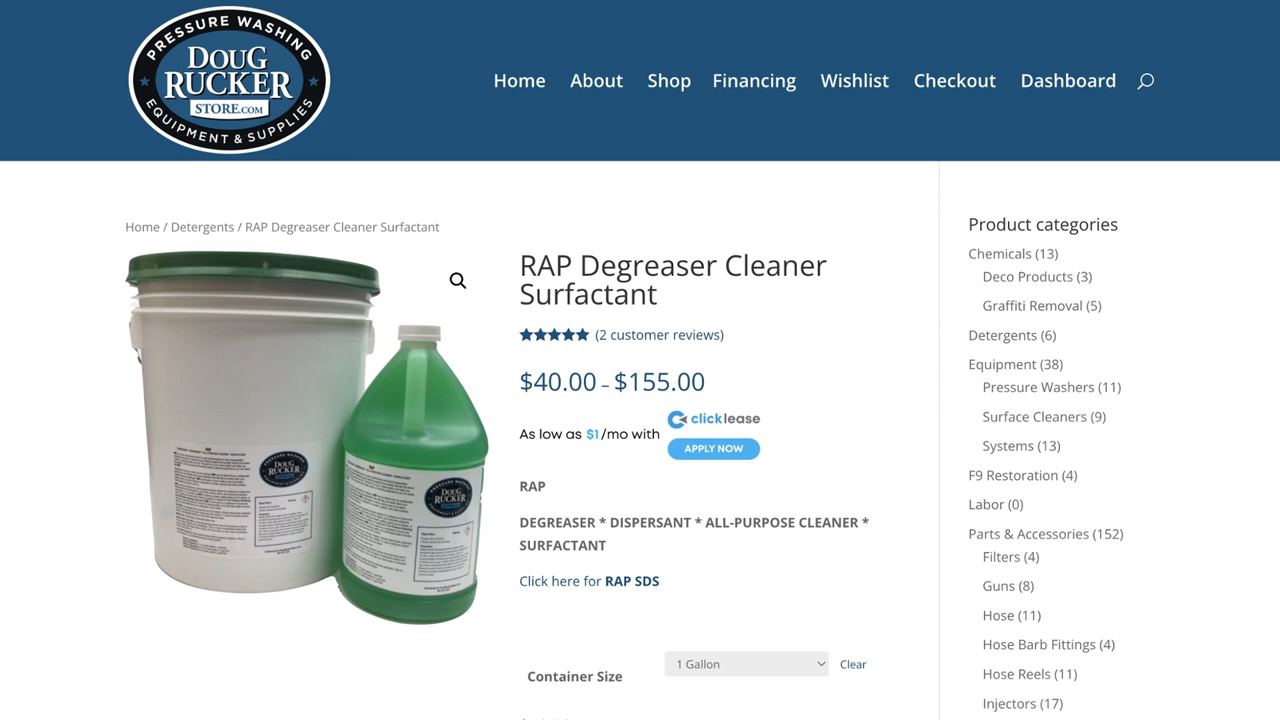 PRESSURE WASHING
DOUG
RUCKER
STORE.COM
EQUIPMENT & SUPPLIES
Home
About
Shop
Financing
Wishlist
Checkout
Dashboard
Home / Detergents / RAP Degreaser Cleaner Surfactant
DOUG
RUCKER
DOUG
RUCKER
RAP Degreaser Cleaner
Surfactant
(2 customer reviews)
$40.00 – $155.00
As low as $1/mo with
clicklease
APPLY NOW
RAP
DEGREASER * DISPERSANT * ALL-PURPOSE CLEANER *
SURFACTANT
Click here for RAP SDS
Container Size
1 Gallon
Clear
Product categories
Chemicals (13)
Deco Products (3)
Graffiti Removal (5)
Detergents (6)
Equipment (38)
Pressure Washers (11)
Surface Cleaners (9)
Systems (13)
F9 Restoration (4)
Labor (0)
Parts & Accessories (152)
Filters (4)
Guns (8)
Hose (11)
Hose Barb Fittings (4)
Hose Reels (11)
Injectors (17)